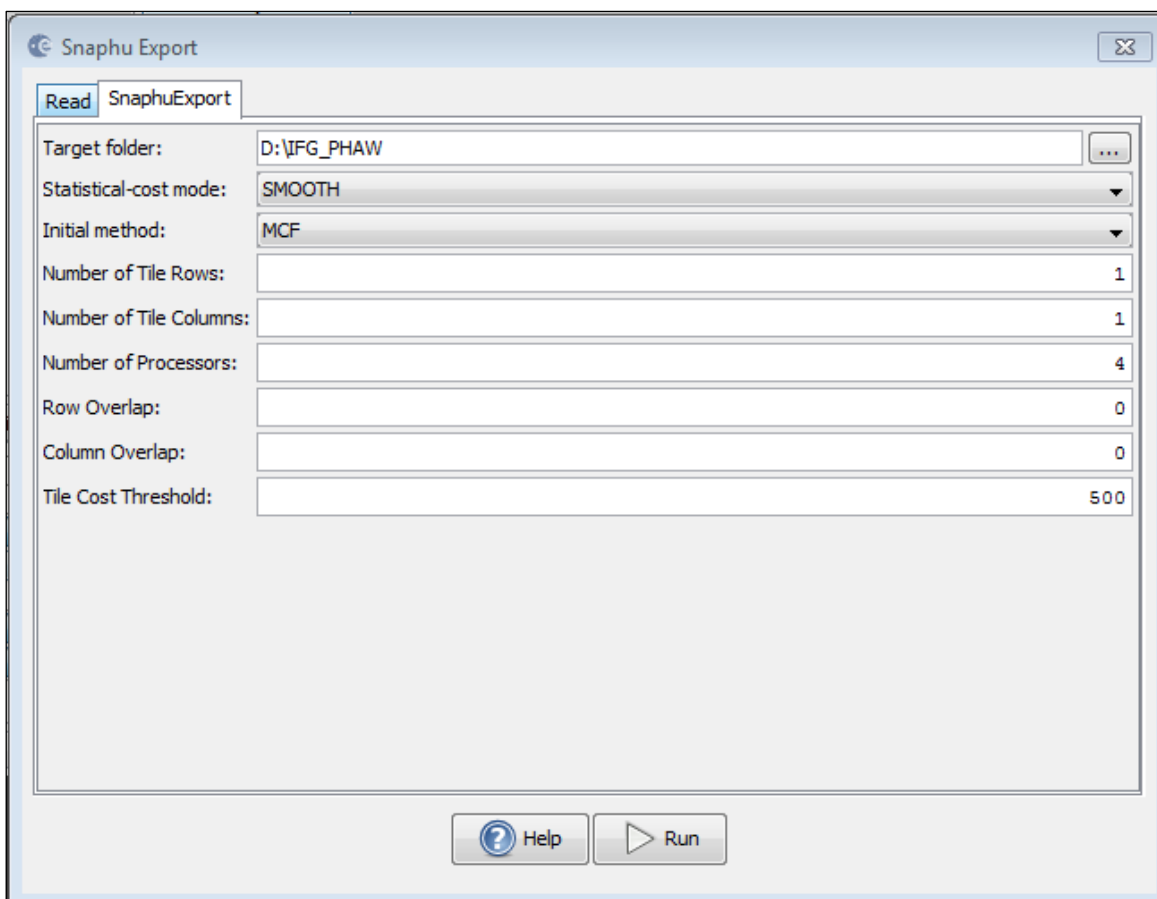 Snaphu Export
Read SnaphuExport
Target folder: D:\IFG_PHAW ...
Statistical-cost mode: SMOOTH
Initial method: MCF
Number of Tile Rows: 1
Number of Tile Columns: 1
Number of Processors: 4
Row Overlap: 0
Column Overlap: 0
Tile Cost Threshold: 500
Help Run